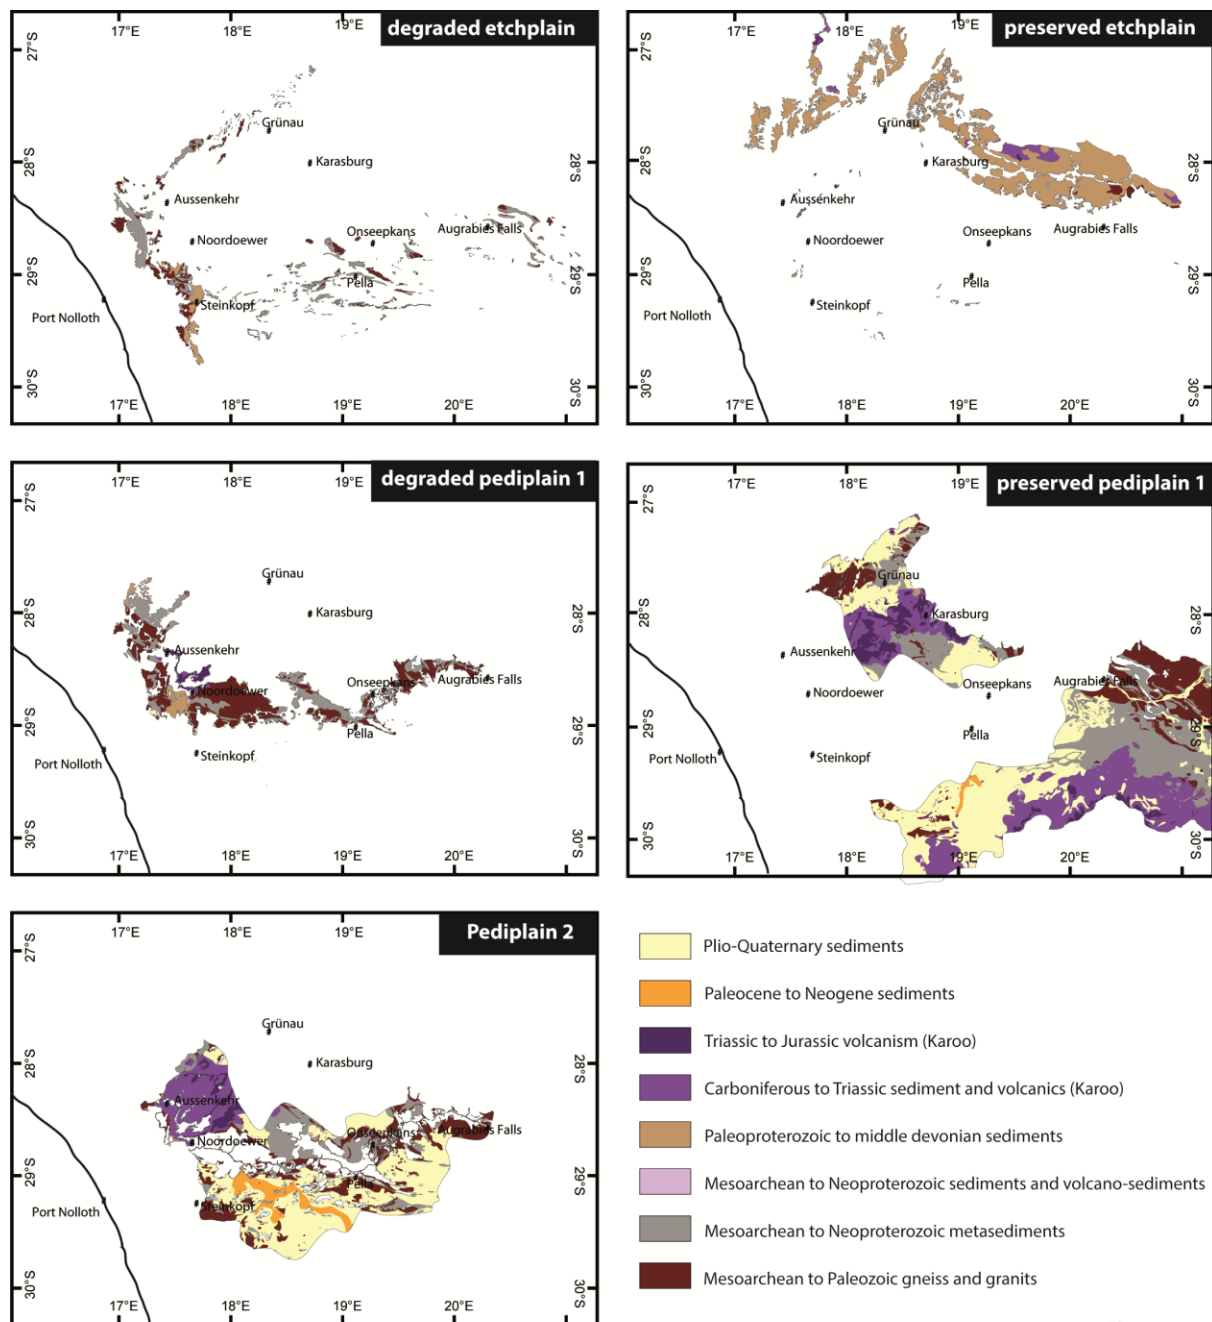 degraded etchplain
17°E
18°C
19°E
27°S
28°S
29°S
30°S
28°S
29°S
30°S
Grünau
Karasburg
Aussenkehr
Noordoewer
Onseepkans
Augrabies Falls
Pella
Steinkopf
Port Nolloth
17°E
18°E
19°E
20°E
preserved etchplain
17°E
18°C
19°E
27°S
28°S
29°S
30°S
28°S
29°S
30°S
Grünau
Karasburg
Aussenkehr
Noordoewer
Onseepkans
Augrabies Falls
Pella
Steinkopf
Port Nolloth
17°E
18°E
19°E
20°E
degraded pediplain 1
17°E
18°C
19°E
27°S
28°S
29°S
30°S
28°S
29°S
30°S
Grünau
Karasburg
Aussenkehr
Noordoewer
Onseepkans
Augrabies Falls
Pella
Steinkopf
Port Nolloth
17°E
18°E
19°E
20°E
preserved pediplain 1
17°E
18°C
19°E
27°S
28°S
29°S
30°S
28°S
29°S
30°S
Grünau
Karasburg
Aussenkehr
Noordoewer
Onseepkans
Augrabies Falls
Pella
Steinkopf
Port Nolloth
17°E
18°E
19°E
20°E
Pediplain 2
17°E
18°C
19°E
27°S
28°S
29°S
30°S
28°S
29°S
30°S
Grünau
Karasburg
Aussenkehr
Noordoewer
Onseepkans
Augrabies Falls
Pella
Steinkopf
Port Nolloth
17°E
18°E
19°E
20°E
Plio-Quaternary sediments
Paleocene to Neogene sediments
Triassic to Jurassic volcanism (Karoo)
Carboniferous to Triassic sediment and volcanics (Karoo)
Paleoproterozoic to middle devonian sediments
Mesoarchean to Neoproterozoic sediments and volcano-sediments
Mesoarchean to Neoproterozoic metasediments
Mesoarchean to Paleozoic gneiss and granits